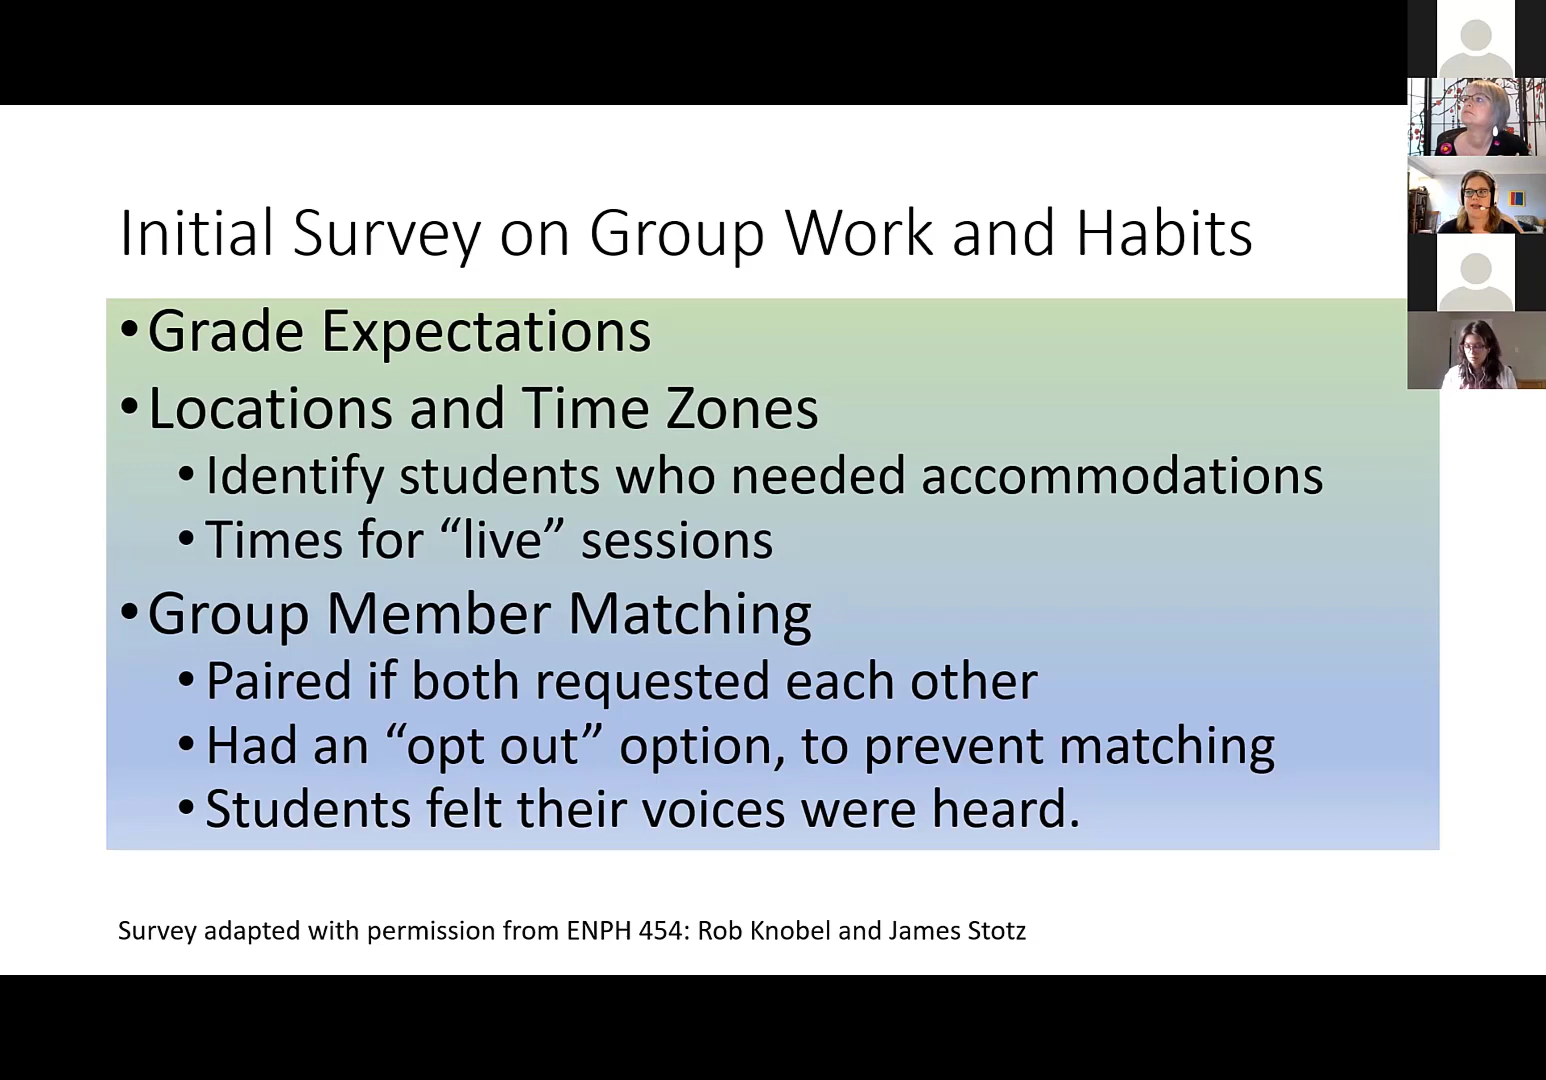 Initial Survey on Group Work and Habits
•Grade Expectations
•Locations and Time Zones
•Identify students who needed accommodations
•Times for “live” sessions
•Group Member Matching
•Paired if both requested each other
•Had an “opt out” option, to prevent matching
•Students felt their voices were heard.
Survey adapted with permission from ENPH 454: Rob Knobel and James Stotz